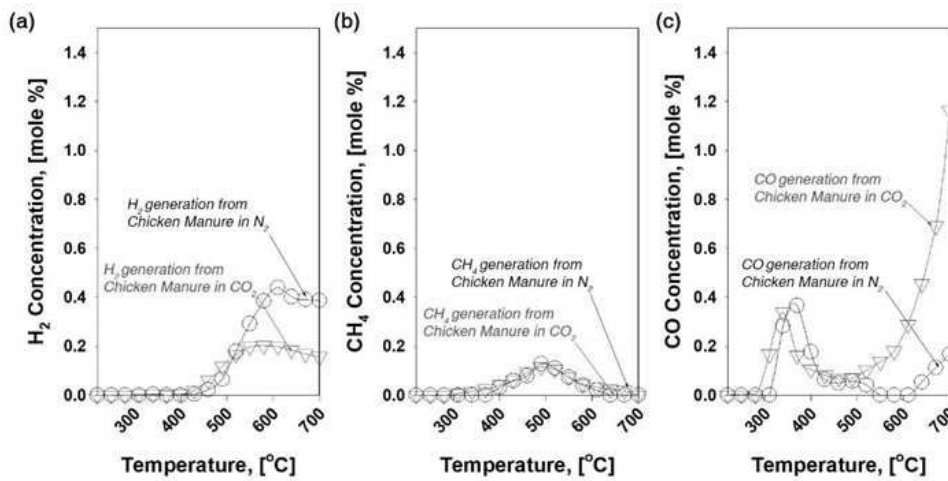 (a)
H2 Concentration, [mole %]
1.4
1.2
1.0
0.8
0.6
0.4
0.2
0.0
H2 generation from
Chicken Manure in N2
H2 generation from
Chicken Manure in CO2
300
400
500
600
700
Temperature, [oC]
(b)
CH4 Concentration, [mole %]
1.4
1.2
1.0
0.8
0.6
0.4
0.2
0.0
CH4 generation from
Chicken Manure in N2
CH4 generation from
Chicken Manure in CO2
300
400
500
600
700
Temperature, [oC]
(c)
CO Concentration, [mole %]
1.4
1.2
1.0
0.8
0.6
0.4
0.2
0.0
CO generation from
Chicken Manure in CO2
CO generation from
Chicken Manure in N2
300
400
500
600
700
Temperature, [oC]